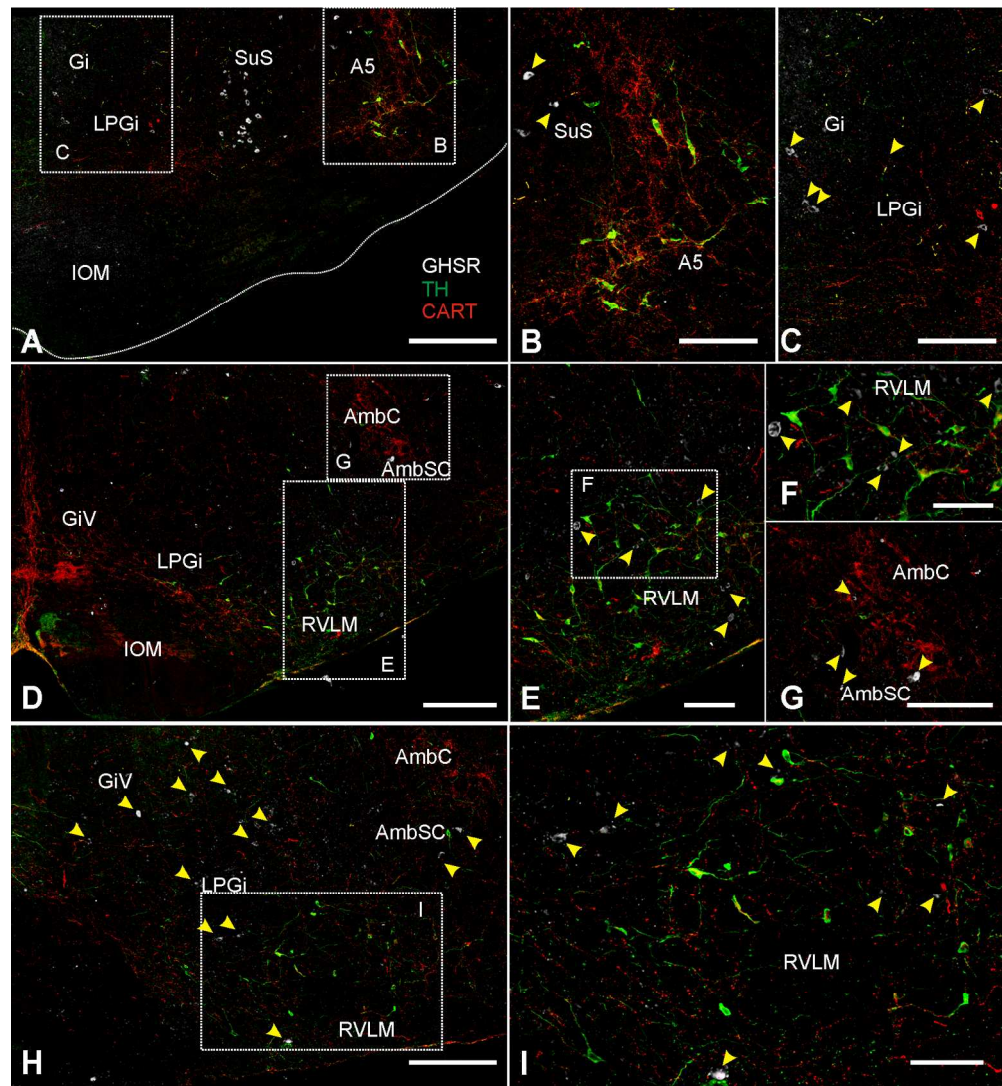 Gi
SuS
A5
LPGi
C
B
IOM
GHSR
TH
CART
A
SuS
A5
B
Gi
LPGi
C
AmbC
G
AmbSC
GiV
LPGi
RVLM
IOM
E
D
F
RVLM
E
RVLM
F
AmbC
AmbSC
G
AmbC
GiV
AmbSC
LPGi
I
RVLM
H
RVLM
I